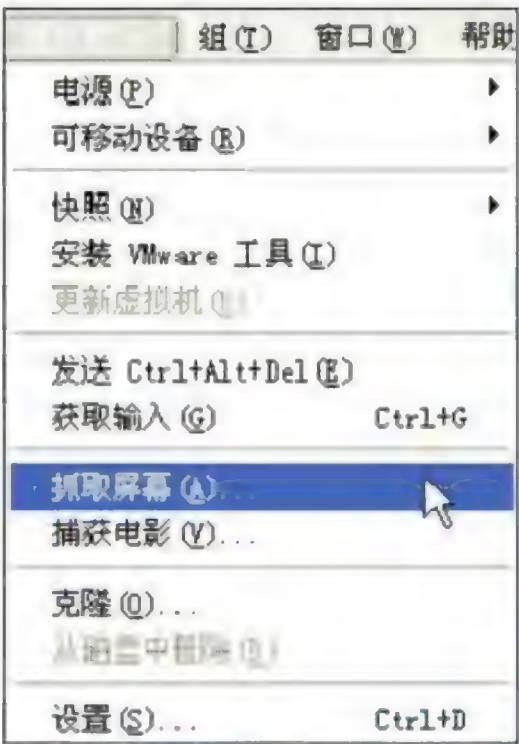 组(T) 窗口(W) 帮助
电源(P)
可移动设备(R)
快照(N)
安装 VMware 工具(I)
更新虚拟机(U)
发送 Ctrl+Alt+Del(E)
获取输入(G) Ctrl+G
抓取屏幕(A)...
捕获电影(V)...
克隆(O)...
设置(S)... Ctrl+D